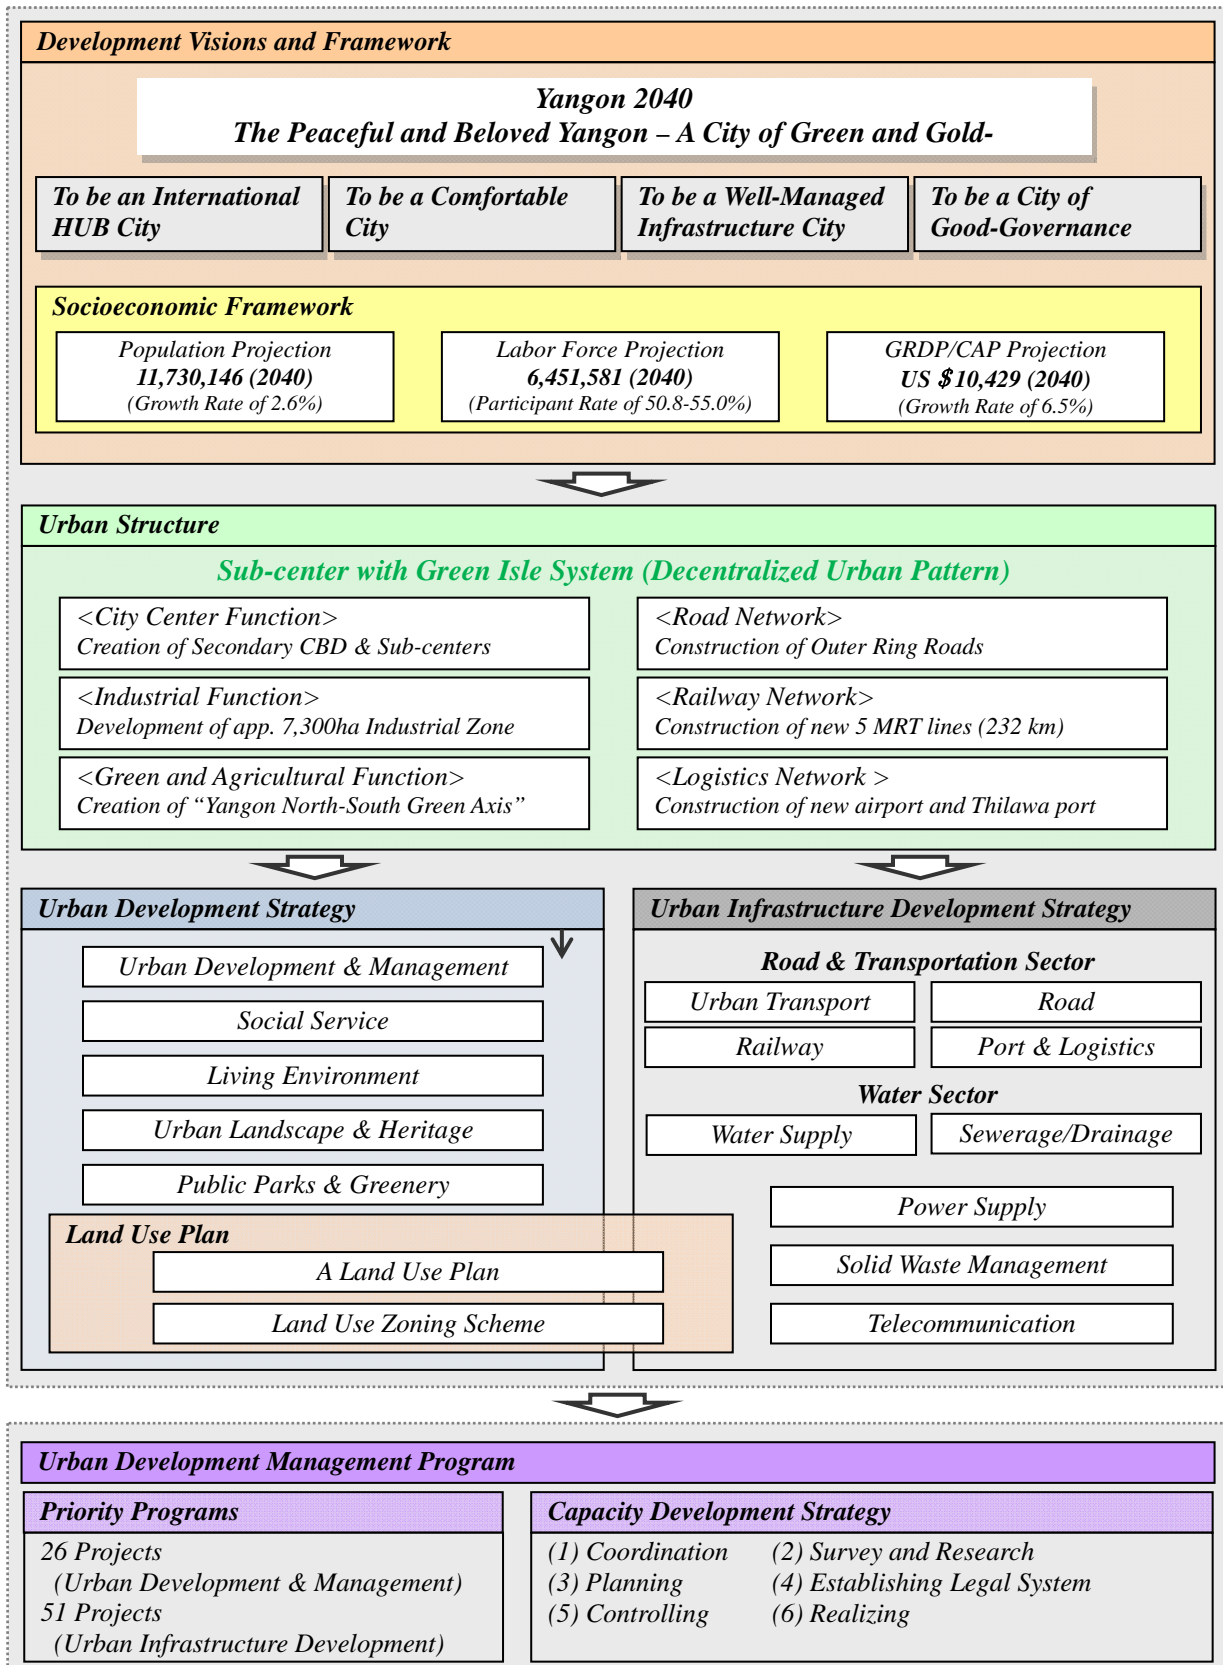 Development Visions and Framework
Yangon 2040
The Peaceful and Beloved Yangon – A City of Green and Gold-
To be an International
HUB City
To be a Comfortable
City
To be a Well-Managed
Infrastructure City
To be a City of
Good-Governance
Socioeconomic Framework
Population Projection
11,730,146 (2040)
(Growth Rate of 2.6%)
Labor Force Projection
6,451,581 (2040)
(Participant Rate of 50.8-55.0%)
GRDP/CAP Projection
US $10,429 (2040)
(Growth Rate of 6.5%)
Urban Structure
Sub-center with Green Isle System (Decentralized Urban Pattern)
<City Center Function>
Creation of Secondary CBD & Sub-centers
<Industrial Function>
Development of app. 7,300ha Industrial Zone
<Green and Agricultural Function>
Creation of “Yangon North-South Green Axis”
<Road Network>
Construction of Outer Ring Roads
<Railway Network>
Construction of new 5 MRT lines (232 km)
<Logistics Network >
Construction of new airport and Thilawa port
Urban Development Strategy
Urban Development & Management
Social Service
Living Environment
Urban Landscape & Heritage
Public Parks & Greenery
Land Use Plan
A Land Use Plan
Land Use Zoning Scheme
Urban Infrastructure Development Strategy
Road & Transportation Sector
Urban Transport
Road
Railway
Port & Logistics
Water Sector
Water Supply
Sewerage/Drainage
Power Supply
Solid Waste Management
Telecommunication
Urban Development Management Program
Priority Programs
26 Projects
(Urban Development & Management)
51 Projects
(Urban Infrastructure Development)
Capacity Development Strategy
(1) Coordination (2) Survey and Research
(3) Planning (4) Establishing Legal System
(5) Controlling (6) Realizing